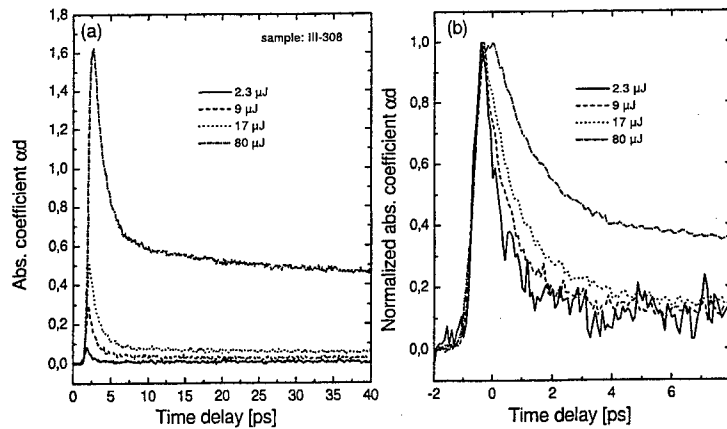 (a)
sample: III-308
2.3 µJ
9 µJ
17 µJ
80 µJ
Abs. coefficient αd
1,8
1,6
1,4
1,2
1,0
0,8
0,6
0,4
0,2
0,0
0 5 10 15 20 25 30 35 40
Time delay [ps]
(b)
2.3 µJ
9 µJ
17 µJ
80 µJ
Normalized abs. coefficient αd
1,0
0,8
0,6
0,4
0,2
0,0
-2 0 2 4 6
Time delay [ps]